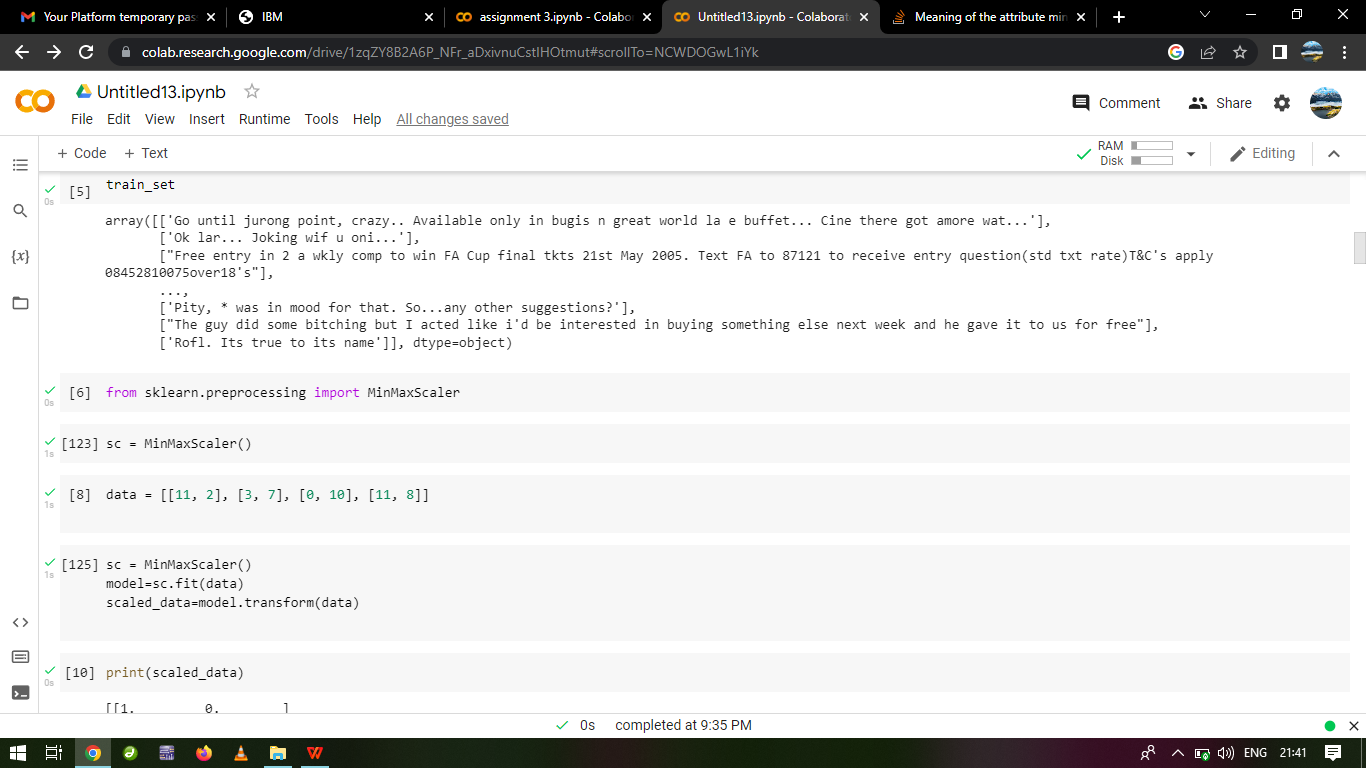 Your Platform temporary pas
IBM
assignment 3.ipynb - Colabo
Untitled13.ipynb - Colaborat
Meaning of the attribute min
colab.research.google.com/drive/1zqZY8B2A6P_NFr_aDxivnuCstIHOtmut#scrollTo=NCWDOGwL1iYk
Untitled13.ipynb
Comment
Share
File Edit View Insert Runtime Tools Help All changes saved
+ Code + Text
RAM
Disk
Editing
[5] train_set
0s
array([['Go until jurong point, crazy.. Available only in bugis n great world la e buffet... Cine there got amore wat...'],
['Ok lar... Joking wif u oni...'],
["Free entry in 2 a wkly comp to win FA Cup final tkts 21st May 2005. Text FA to 87121 to receive entry question(std txt rate)T&C's apply
08452810075over18's"],
...,
['Pity, * was in mood for that. So...any other suggestions?'],
["The guy did some bitching but I acted like i'd be interested in buying something else next week and he gave it to us for free"],
['Rofl. Its true to its name']], dtype=object)
[6] from sklearn.preprocessing import MinMaxScaler
0s
[123] sc = MinMaxScaler()
1s
[8] data = [[11, 2], [3, 7], [0, 10], [11, 8]]
1s
[125] sc = MinMaxScaler()
1s
model=sc.fit(data)
scaled_data=model.transform(data)
[10] print(scaled_data)
0s
[[1. 0. ]
0s completed at 9:35 PM
ENG 21:41